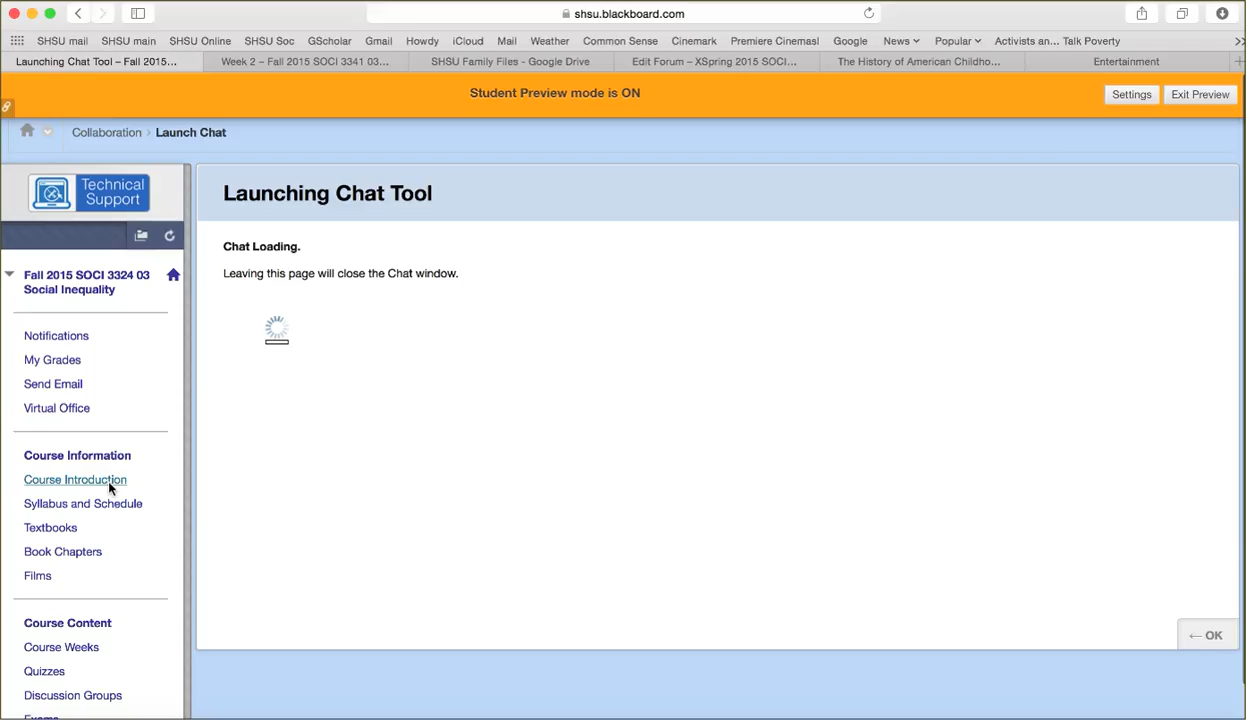 shsu.blackboard.com
SHSU mail SHSU main SHSU Online SHSU Soc GScholar Gmail Howdy iCloud Mail Weather Common Sense Cinemark Premiere Cinemasl Google News Popular Activists an... Talk Poverty
Launching Chat Tool – Fall 2015... Week 2 – Fall 2015 SOCI 3341 03... SHSU Family Files - Google Drive Edit Forum – XSpring 2015 SOCI... The History of American Childho... Entertainment
Student Preview mode is ON Settings Exit Preview
Collaboration Launch Chat
Technical
Support
Launching Chat Tool
Chat Loading.
Leaving this page will close the Chat window.
Fall 2015 SOCI 3324 03
Social Inequality
Notifications
My Grades
Send Email
Virtual Office
Course Information
Course Introduction
Syllabus and Schedule
Textbooks
Book Chapters
Films
Course Content
Course Weeks
Quizzes
Discussion Groups
Exams
← OK